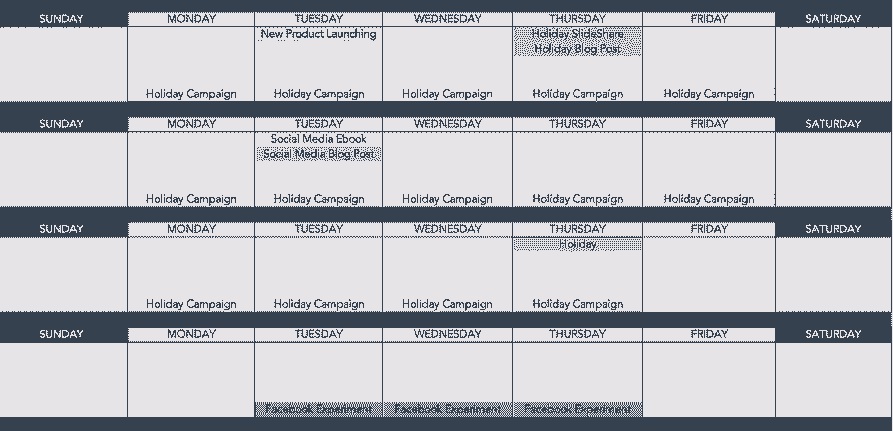 SUNDAY MONDAY TUESDAY WEDNESDAY THURSDAY FRIDAY SATURDAY
New Product Launching Holiday SlideShare
Holiday Blog Post
Holiday Campaign Holiday Campaign Holiday Campaign Holiday Campaign Holiday Campaign
SUNDAY MONDAY TUESDAY WEDNESDAY THURSDAY FRIDAY SATURDAY
Social Media Ebook
Social Media Blog Post
Holiday Campaign Holiday Campaign Holiday Campaign Holiday Campaign Holiday Campaign
SUNDAY MONDAY TUESDAY WEDNESDAY THURSDAY FRIDAY SATURDAY
Holiday
Holiday Campaign Holiday Campaign Holiday Campaign Holiday Campaign
SUNDAY MONDAY TUESDAY WEDNESDAY THURSDAY FRIDAY SATURDAY
Facebook Experiment Facebook Experiment Facebook Experiment